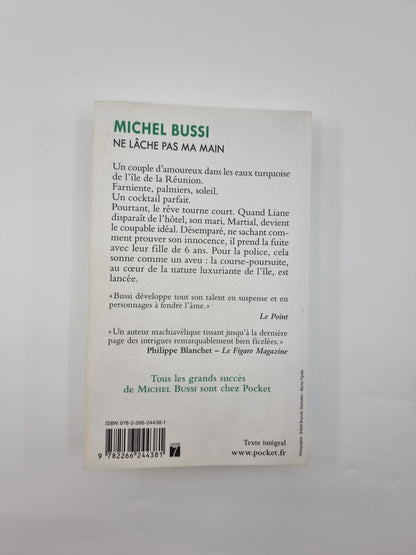 MICHEL BUSSI
NE LÂCHE PAS MA MAIN
Un couple d'amoureux dans les eaux turquoise
de l'île de la Réunion.
Farniente, palmiers, soleil.
Un cocktail parfait.
Pourtant, le rêve tourne court. Quand Liane
disparaît de l'hôtel, son mari, Martial, devient
le coupable idéal. Désemparé, ne sachant com-
ment prouver son innocence, il prend la fuite
avec leur fille de 6 ans. Pour la police, cela
sonne comme un aveu : la course-poursuite,
au cœur de la nature luxuriante de l'île, est
lancée.
« Bussi développe tout son talent en suspense et en
personnages à fendre l'âme. »
Le Point
« Un auteur machiavélique tissant jusqu'à la dernière
page des intrigues remarquablement bien ficelées. »
Philippe Blanchet – Le Figaro Magazine
Tous les grands succès
de MICHEL BUSSI sont chez Pocket
ISBN 978-2-266-24438-1
9 782266 244381
7
Texte intégral
www.pocket.fr